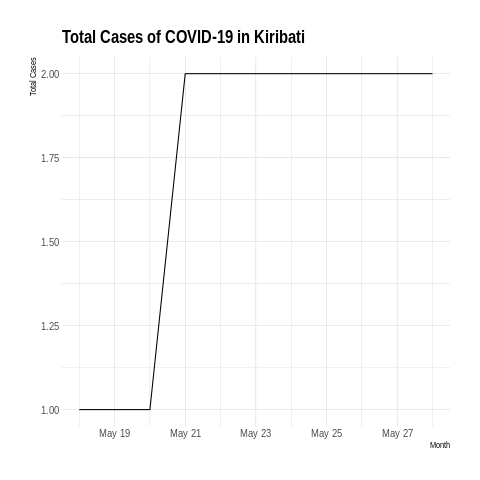 Total Cases of COVID-19 in Kiribati
Total Cases
2.00
1.75
1.50
1.25
1.00
May 19 May 21 May 23 May 25 May 27
Month